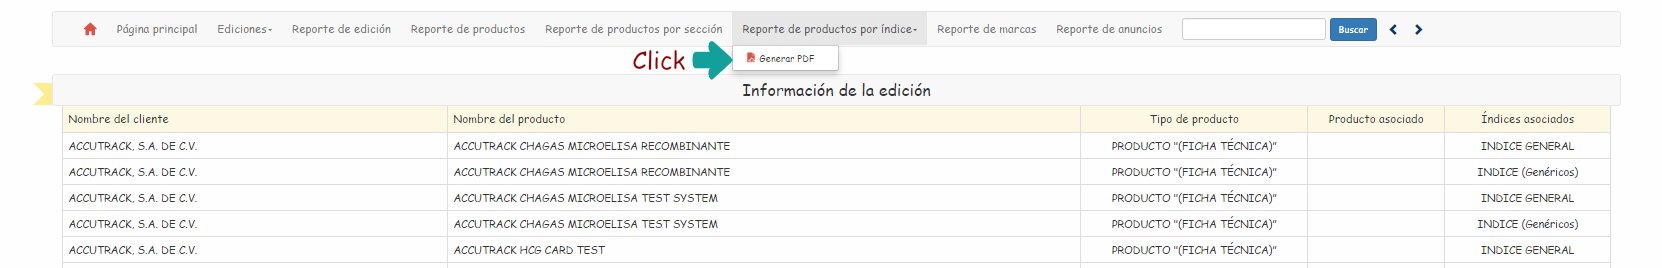 Página principal Ediciones Reporte de edición Reporte de productos Reporte de productos por sección Reporte de productos por índice Reporte de marcas Reporte de anuncios Buscar
Click Generar PDF
Información de la edición
Nombre del cliente Nombre del producto Tipo de producto Producto asociado Índices asociados
ACCUTRACK, S.A. DE C.V. ACCUTRACK CHAGAS MICROELISA RECOMBINANTE PRODUCTO "(FICHA TÉCNICA)" INDICE GENERAL
ACCUTRACK, S.A. DE C.V. ACCUTRACK CHAGAS MICROELISA RECOMBINANTE PRODUCTO "(FICHA TÉCNICA)" INDICE (Genéricos)
ACCUTRACK, S.A. DE C.V. ACCUTRACK CHAGAS MICROELISA TEST SYSTEM PRODUCTO "(FICHA TÉCNICA)" INDICE GENERAL
ACCUTRACK, S.A. DE C.V. ACCUTRACK CHAGAS MICROELISA TEST SYSTEM PRODUCTO "(FICHA TÉCNICA)" INDICE (Genéricos)
ACCUTRACK, S.A. DE C.V. ACCUTRACK HCG CARD TEST PRODUCTO "(FICHA TÉCNICA)" INDICE GENERAL